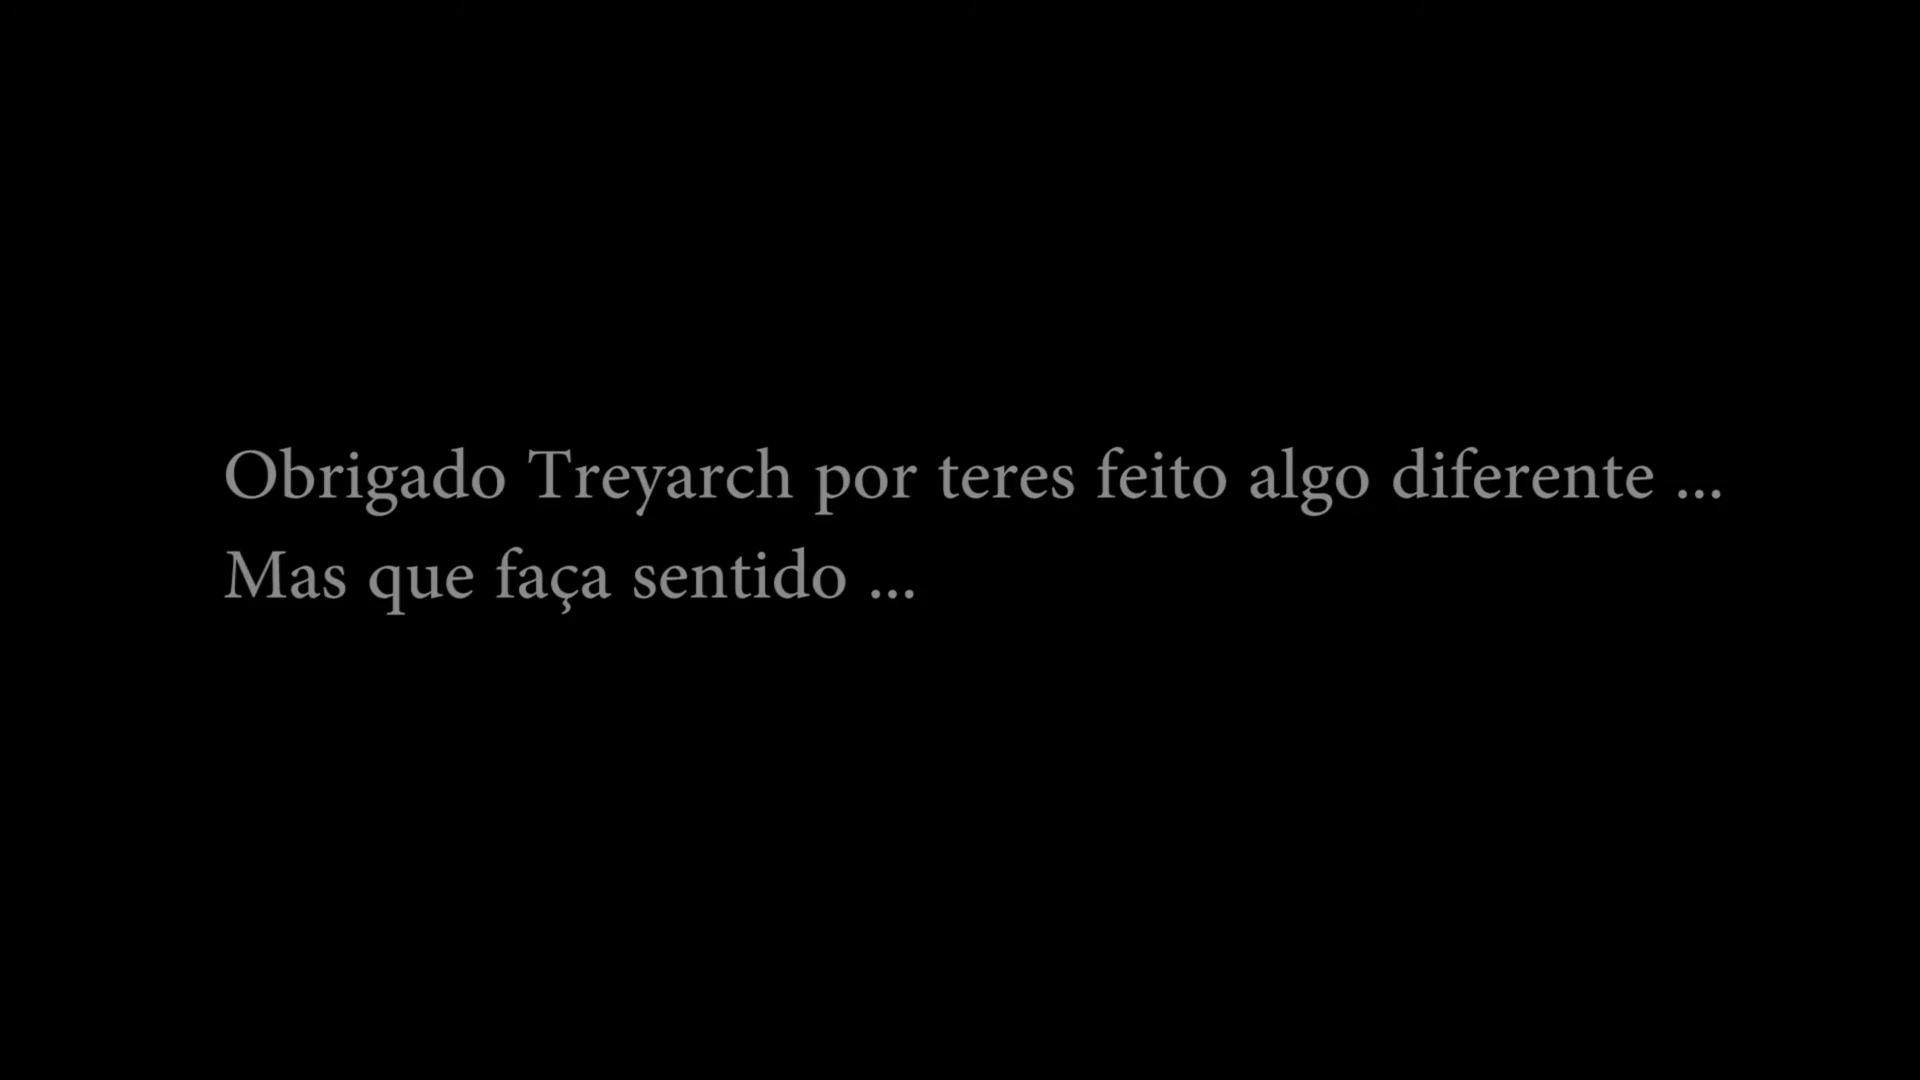 Obrigado Treyarch por teres feito algo diferente ...
Mas que faça sentido ...